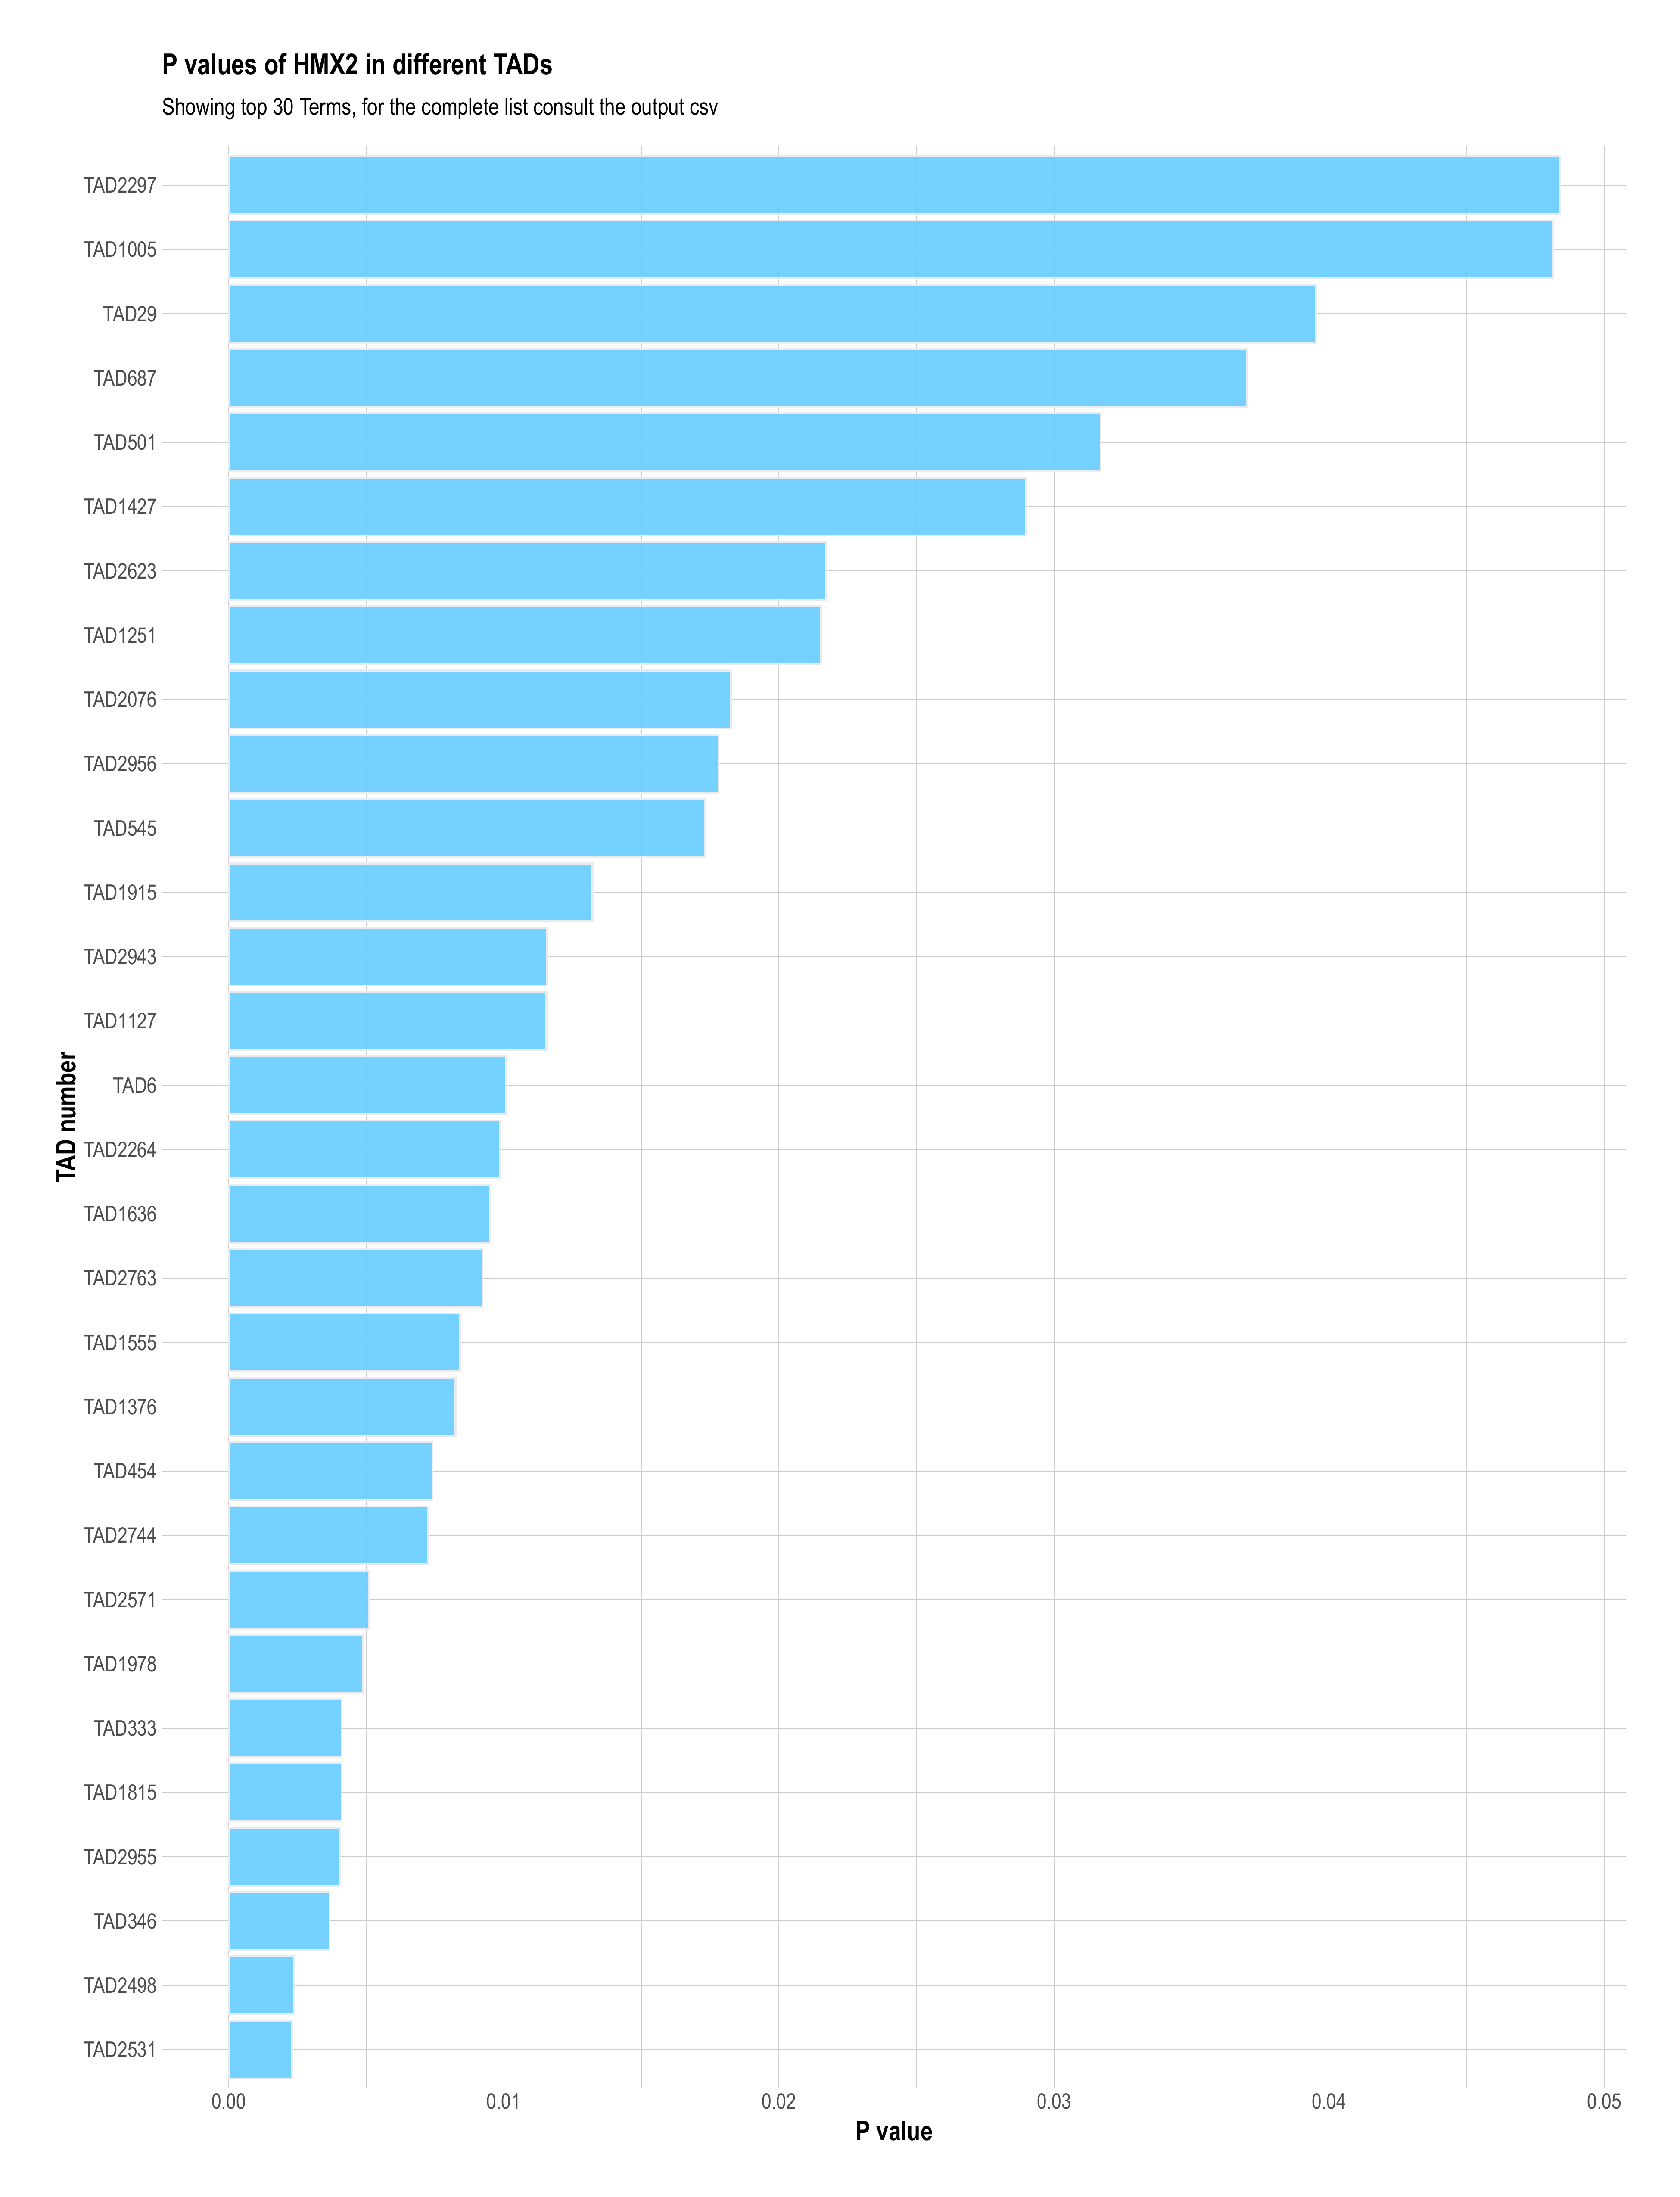 P values of HMX2 in different TADs
Showing top 30 Terms, for the complete list consult the output csv
TAD2297
TAD1005
TAD29
TAD687
TAD501
TAD1427
TAD2623
TAD1251
TAD2076
TAD2956
TAD545
TAD1915
TAD2943
TAD1127
TAD6
TAD2264
TAD1636
TAD2763
TAD1555
TAD1376
TAD454
TAD2744
TAD2571
TAD1978
TAD333
TAD1815
TAD2955
TAD346
TAD2498
TAD2531
TAD number
0.00 0.01 0.02 0.03 0.04 0.05
P value